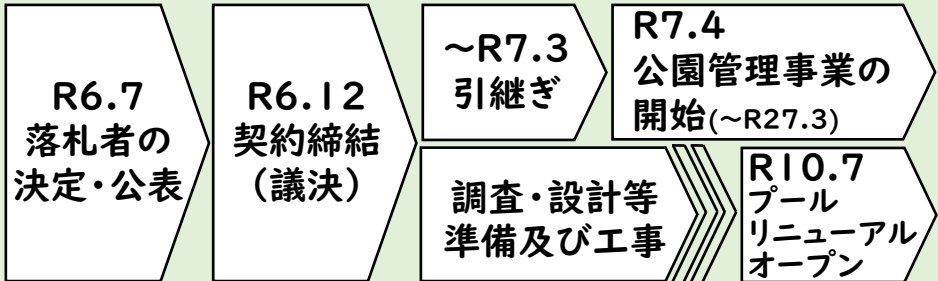 R6.7
落札者の
決定・公表
R6.12
契約締結
(議決)
～R7.3
引継ぎ
R7.4
公園管理事業の
開始(～R27.3)
調査・設計等
準備及び工事
R10.7
プール
リニューアル
オープン